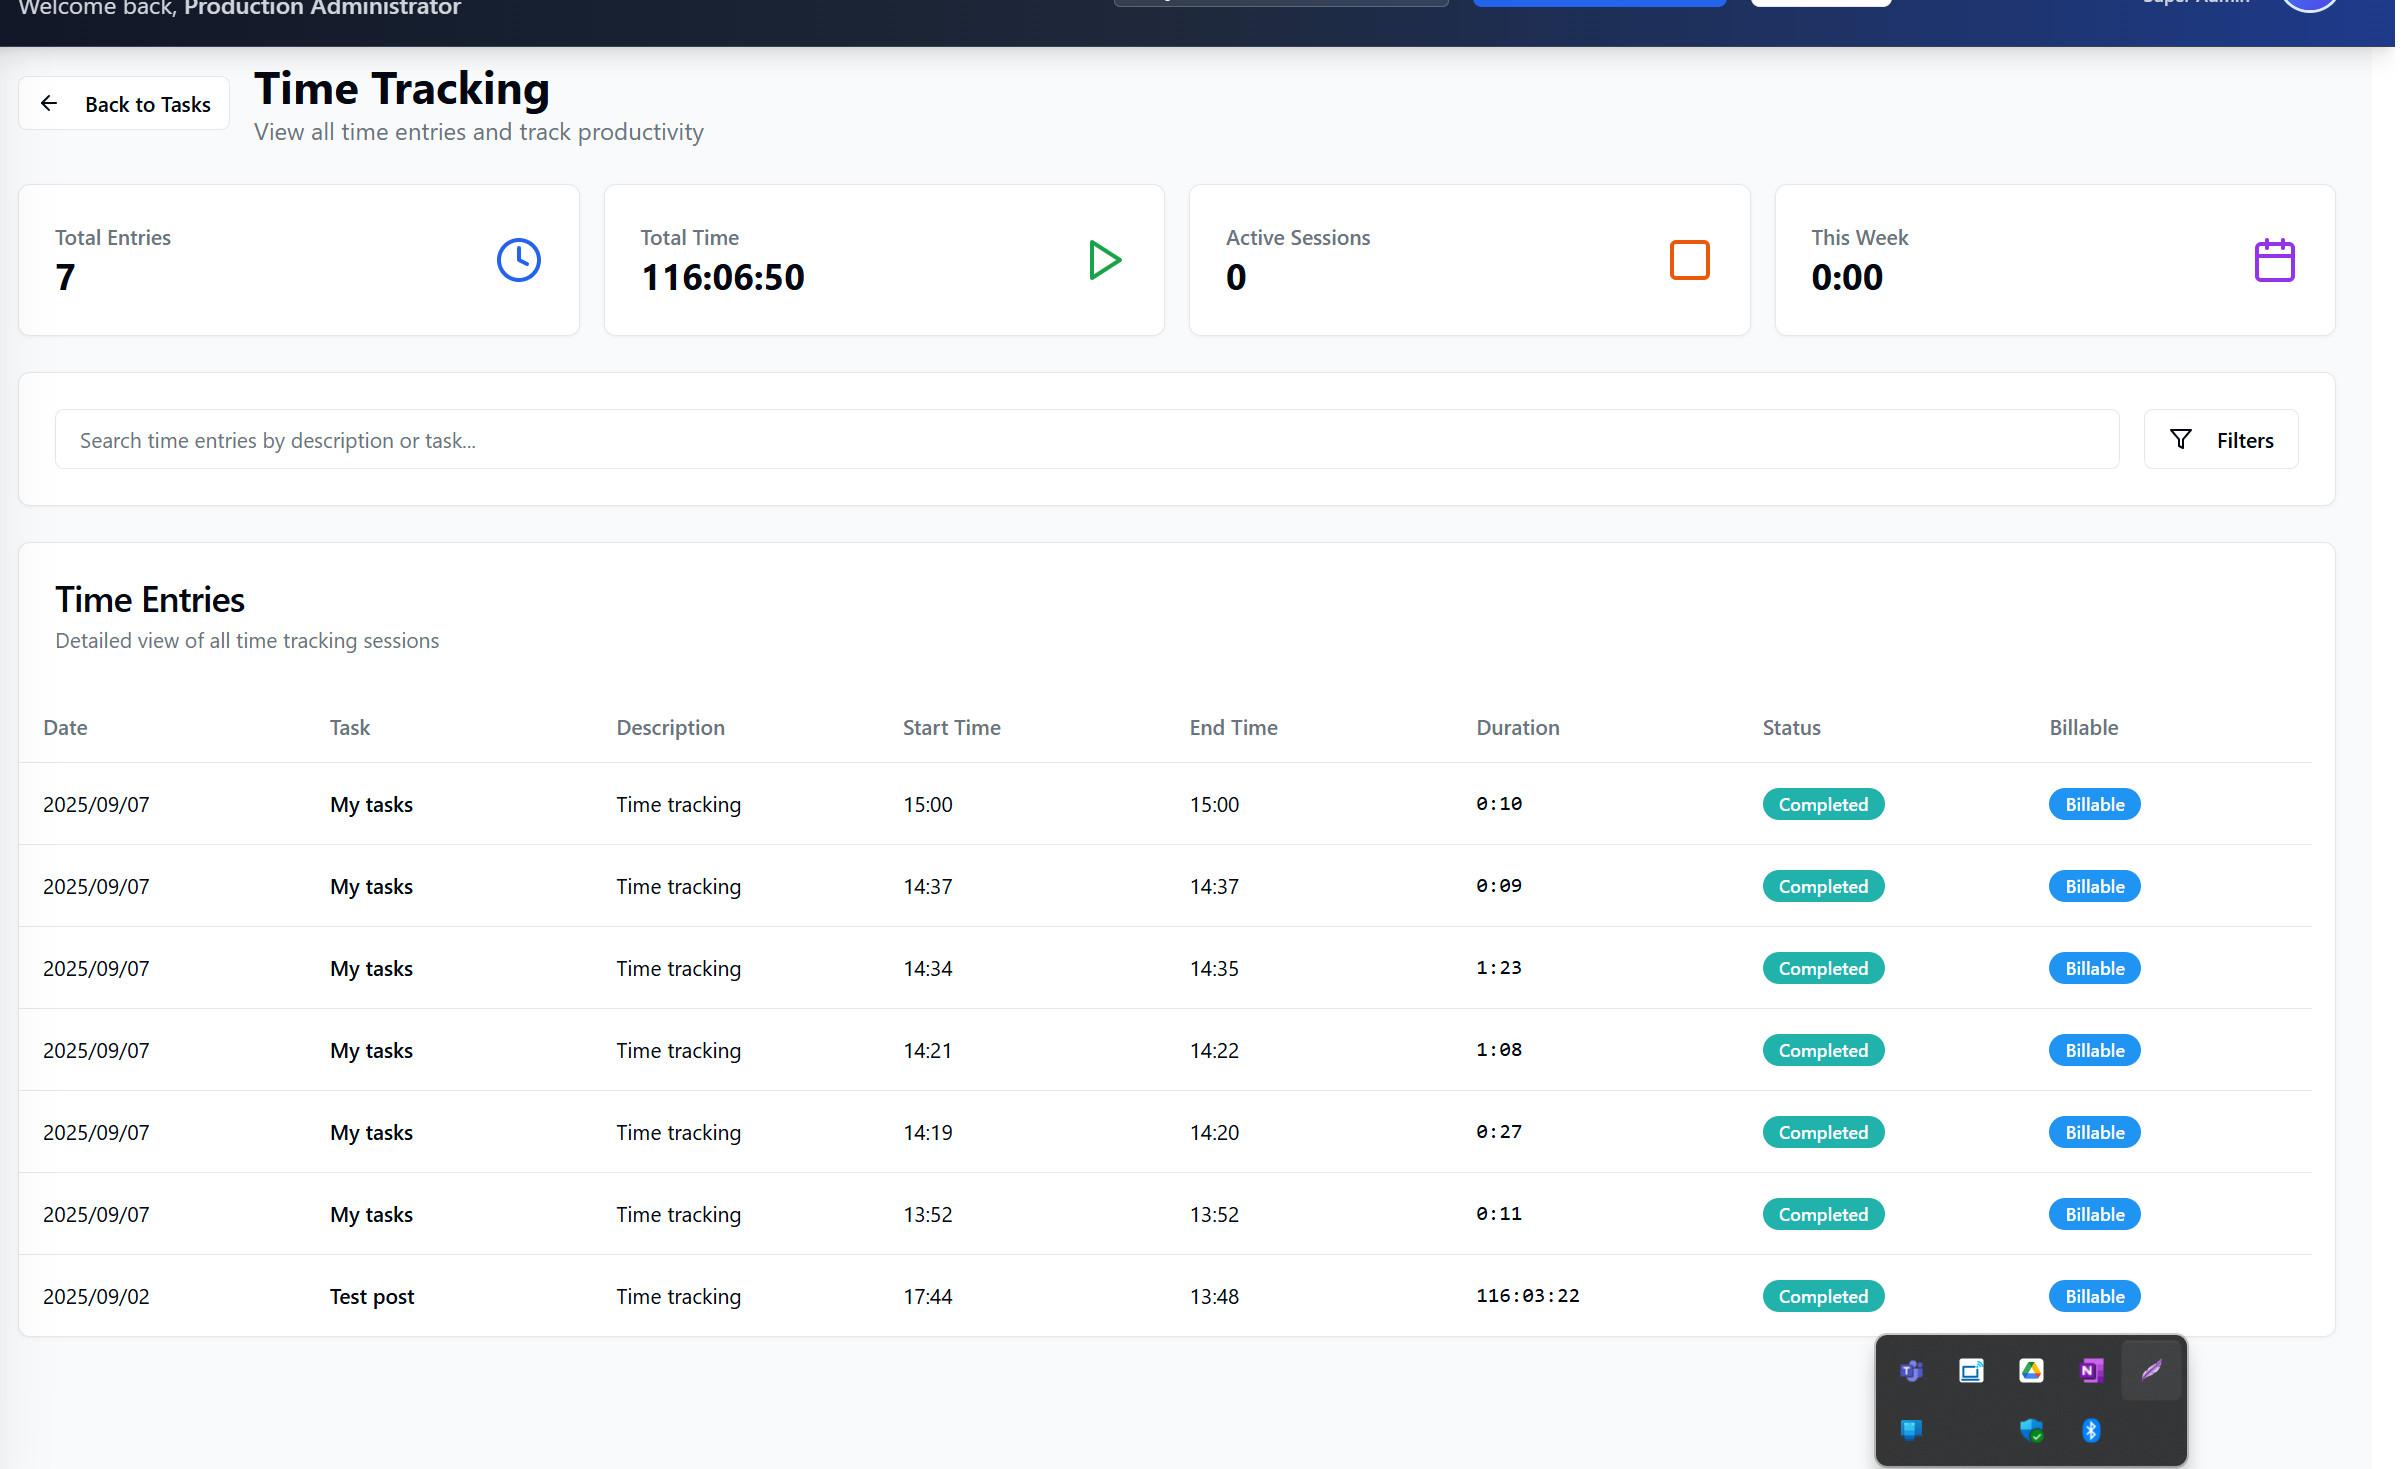 Welcome back, Production Administrator
Back to Tasks
Time Tracking
View all time entries and track productivity
Total Entries
7
Total Time
116:06:50
Active Sessions
0
This Week
0:00
Search time entries by description or task...
Filters
Time Entries
Detailed view of all time tracking sessions
Date Task Description Start Time End Time Duration Status Billable
2025/09/07 My tasks Time tracking 15:00 15:00 0:10 Completed Billable
2025/09/07 My tasks Time tracking 14:37 14:37 0:09 Completed Billable
2025/09/07 My tasks Time tracking 14:34 14:35 1:23 Completed Billable
2025/09/07 My tasks Time tracking 14:21 14:22 1:08 Completed Billable
2025/09/07 My tasks Time tracking 14:19 14:20 0:27 Completed Billable
2025/09/07 My tasks Time tracking 13:52 13:52 0:11 Completed Billable
2025/09/02 Test post Time tracking 17:44 13:48 116:03:22 Completed Billable